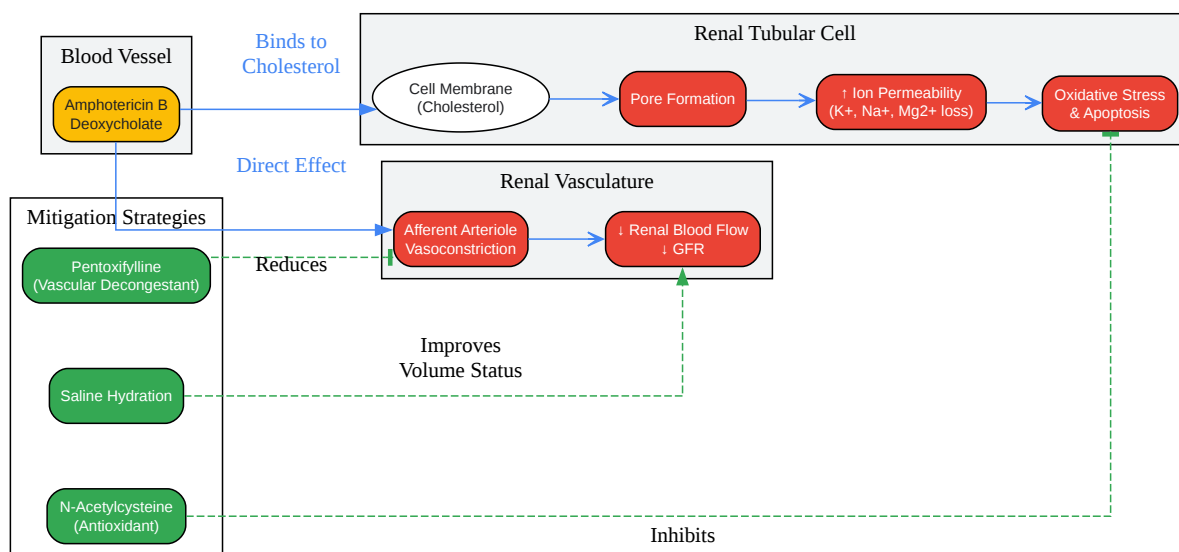 Renal Tubular Cell
Blood Vessel
Binds to
Cholesterol
Amphotericin B
Deoxycholate
Cell Membrane
(Cholesterol)
Pore Formation
↑ Ion Permeability
(K+, Na+, Mg2+ loss)
Oxidative Stress
& Apoptosis
Direct Effect
Renal Vasculature
Mitigation Strategies
Afferent Arteriole
Vasoconstriction
↓ Renal Blood Flow
↓ GFR
Pentoxifylline
(Vascular Decongestant)
Reduces
Improves
Volume Status
Saline Hydration
N-Acetylcysteine
(Antioxidant)
Inhibits